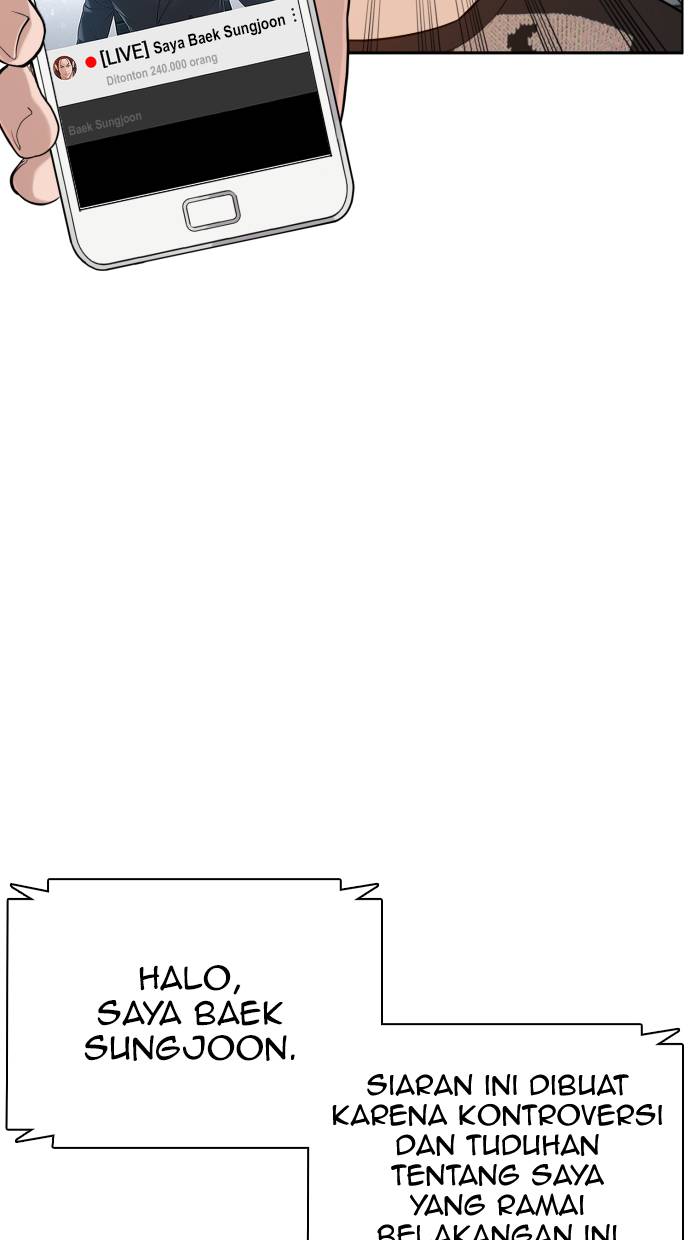 [LIVE] Saya Baek Sungjoon
Ditonton 240.000 orang
Baek Sungjoon
HALO,
SAYA BAEK
SUNGJOON.
SIARAN INI DIBUAT
KARENA KONTROVERSI
DAN TUDUHAN
TENTANG SAYA
YANG RAMAI
BELAKANGAN INI